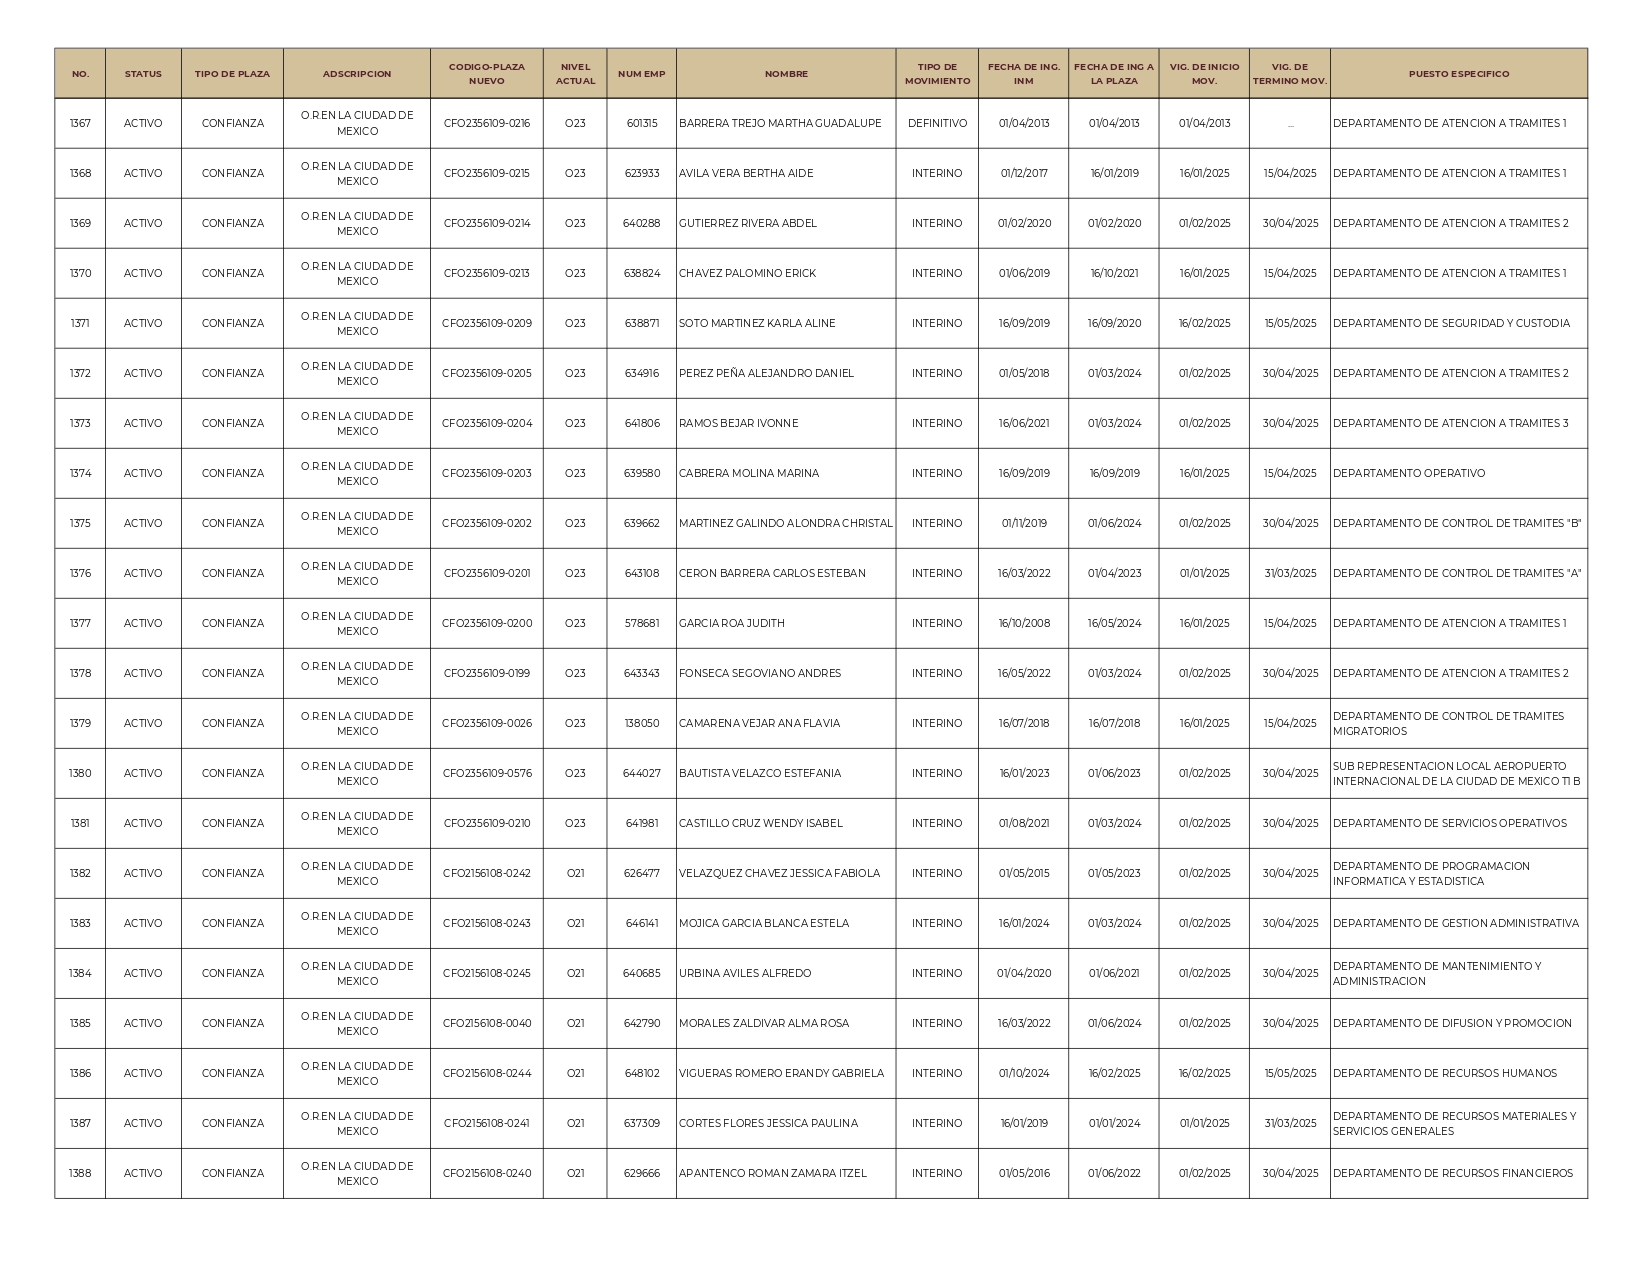 NO. STATUS TIPO DE PLAZA ADSCRIPCION CODIGO-PLAZA NUEVO NIVEL ACTUAL NUM EMP NOMBRE TIPO DE MOVIMIENTO FECHA DE ING. INM FECHA DE ING A LA PLAZA VIG. DE INICIO MOV. VIG. DE TERMINO MOV. PUESTO ESPECIFICO
1367 ACTIVO CONFIANZA O.R.EN LA CIUDAD DE MEXICO CFO2356109-0216 O23 601315 BARRERA TREJO MARTHA GUADALUPE DEFINITIVO 01/04/2013 01/04/2013 01/04/2013 ... DEPARTAMENTO DE ATENCION A TRAMITES 1
1368 ACTIVO CONFIANZA O.R.EN LA CIUDAD DE MEXICO CFO2356109-0215 O23 623933 AVILA VERA BERTHA AIDE INTERINO 01/12/2017 16/01/2019 16/01/2025 15/04/2025 DEPARTAMENTO DE ATENCION A TRAMITES 1
1369 ACTIVO CONFIANZA O.R.EN LA CIUDAD DE MEXICO CFO2356109-0214 O23 640288 GUTIERREZ RIVERA ABDEL INTERINO 01/02/2020 01/02/2020 01/02/2025 30/04/2025 DEPARTAMENTO DE ATENCION A TRAMITES 2
1370 ACTIVO CONFIANZA O.R.EN LA CIUDAD DE MEXICO CFO2356109-0213 O23 638824 CHAVEZ PALOMINO ERICK INTERINO 01/06/2019 16/10/2021 16/01/2025 15/04/2025 DEPARTAMENTO DE ATENCION A TRAMITES 1
1371 ACTIVO CONFIANZA O.R.EN LA CIUDAD DE MEXICO CFO2356109-0209 O23 638871 SOTO MARTINEZ KARLA ALINE INTERINO 16/09/2019 16/09/2020 16/02/2025 15/05/2025 DEPARTAMENTO DE SEGURIDAD Y CUSTODIA
1372 ACTIVO CONFIANZA O.R.EN LA CIUDAD DE MEXICO CFO2356109-0205 O23 634916 PEREZ PEÑA ALEJANDRO DANIEL INTERINO 01/05/2018 01/03/2024 01/02/2025 30/04/2025 DEPARTAMENTO DE ATENCION A TRAMITES 2
1373 ACTIVO CONFIANZA O.R.EN LA CIUDAD DE MEXICO CFO2356109-0204 O23 641806 RAMOS BEJAR IVONNE INTERINO 16/06/2021 01/03/2024 01/02/2025 30/04/2025 DEPARTAMENTO DE ATENCION A TRAMITES 3
1374 ACTIVO CONFIANZA O.R.EN LA CIUDAD DE MEXICO CFO2356109-0203 O23 639580 CABRERA MOLINA MARINA INTERINO 16/09/2019 16/09/2019 16/01/2025 15/04/2025 DEPARTAMENTO OPERATIVO
1375 ACTIVO CONFIANZA O.R.EN LA CIUDAD DE MEXICO CFO2356109-0202 O23 639662 MARTINEZ GALINDO ALONDRA CHRISTAL INTERINO 01/11/2019 01/06/2024 01/02/2025 30/04/2025 DEPARTAMENTO DE CONTROL DE TRAMITES "B"
1376 ACTIVO CONFIANZA O.R.EN LA CIUDAD DE MEXICO CFO2356109-0201 O23 643108 CERON BARRERA CARLOS ESTEBAN INTERINO 16/03/2022 01/04/2023 01/01/2025 31/03/2025 DEPARTAMENTO DE CONTROL DE TRAMITES "A"
1377 ACTIVO CONFIANZA O.R.EN LA CIUDAD DE MEXICO CFO2356109-0200 O23 578681 GARCIA ROA JUDITH INTERINO 16/10/2008 16/05/2024 16/01/2025 15/04/2025 DEPARTAMENTO DE ATENCION A TRAMITES 1
1378 ACTIVO CONFIANZA O.R.EN LA CIUDAD DE MEXICO CFO2356109-0199 O23 643343 FONSECA SEGOVIANO ANDRES INTERINO 16/05/2022 01/03/2024 01/02/2025 30/04/2025 DEPARTAMENTO DE ATENCION A TRAMITES 2
1379 ACTIVO CONFIANZA O.R.EN LA CIUDAD DE MEXICO CFO2356109-0026 O23 138050 CAMARENA VEJAR ANA FLAVIA INTERINO 16/07/2018 16/07/2018 16/01/2025 15/04/2025 DEPARTAMENTO DE CONTROL DE TRAMITES MIGRATORIOS
1380 ACTIVO CONFIANZA O.R.EN LA CIUDAD DE MEXICO CFO2356109-0576 O23 644027 BAUTISTA VELAZCO ESTEFANIA INTERINO 16/01/2023 01/06/2023 01/02/2025 30/04/2025 SUB REPRESENTACION LOCAL AEROPUERTO INTERNACIONAL DE LA CIUDAD DE MEXICO T1 B
1381 ACTIVO CONFIANZA O.R.EN LA CIUDAD DE MEXICO CFO2356109-0210 O23 641981 CASTILLO CRUZ WENDY ISABEL INTERINO 01/08/2021 01/03/2024 01/02/2025 30/04/2025 DEPARTAMENTO DE SERVICIOS OPERATIVOS
1382 ACTIVO CONFIANZA O.R.EN LA CIUDAD DE MEXICO CFO2156108-0242 O21 626477 VELAZQUEZ CHAVEZ JESSICA FABIOLA INTERINO 01/05/2015 01/05/2023 01/02/2025 30/04/2025 DEPARTAMENTO DE PROGRAMACION INFORMATICA Y ESTADISTICA
1383 ACTIVO CONFIANZA O.R.EN LA CIUDAD DE MEXICO CFO2156108-0243 O21 646141 MOJICA GARCIA BLANCA ESTELA INTERINO 16/01/2024 01/03/2024 01/02/2025 30/04/2025 DEPARTAMENTO DE GESTION ADMINISTRATIVA
1384 ACTIVO CONFIANZA O.R.EN LA CIUDAD DE MEXICO CFO2156108-0245 O21 640685 URBINA AVILES ALFREDO INTERINO 01/04/2020 01/06/2021 01/02/2025 30/04/2025 DEPARTAMENTO DE MANTENIMIENTO Y ADMINISTRACION
1385 ACTIVO CONFIANZA O.R.EN LA CIUDAD DE MEXICO CFO2156108-0040 O21 642790 MORALES ZALDIVAR ALMA ROSA INTERINO 16/03/2022 01/06/2024 01/02/2025 30/04/2025 DEPARTAMENTO DE DIFUSION Y PROMOCION
1386 ACTIVO CONFIANZA O.R.EN LA CIUDAD DE MEXICO CFO2156108-0244 O21 648102 VIGUERAS ROMERO ERANDY GABRIELA INTERINO 01/10/2024 16/02/2025 16/02/2025 15/05/2025 DEPARTAMENTO DE RECURSOS HUMANOS
1387 ACTIVO CONFIANZA O.R.EN LA CIUDAD DE MEXICO CFO2156108-0241 O21 637309 CORTES FLORES JESSICA PAULINA INTERINO 16/01/2019 01/01/2024 01/01/2025 31/03/2025 DEPARTAMENTO DE RECURSOS MATERIALES Y SERVICIOS GENERALES
1388 ACTIVO CONFIANZA O.R.EN LA CIUDAD DE MEXICO CFO2156108-0240 O21 629666 APANTENCO ROMAN ZAMARA ITZEL INTERINO 01/05/2016 01/06/2022 01/02/2025 30/04/2025 DEPARTAMENTO DE RECURSOS FINANCIEROS